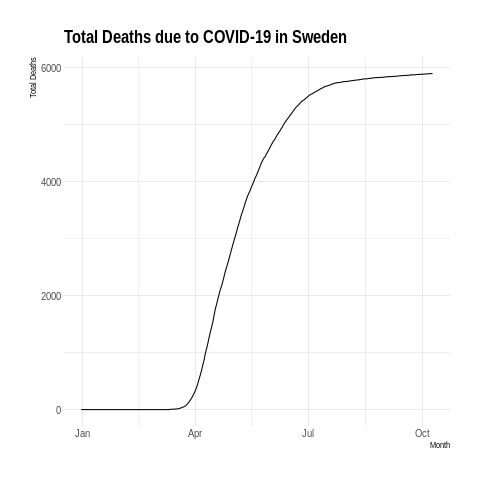 Total Deaths due to COVID-19 in Sweden
Total Deaths
6000
4000
2000
0
Jan Apr Jul Oct
Month